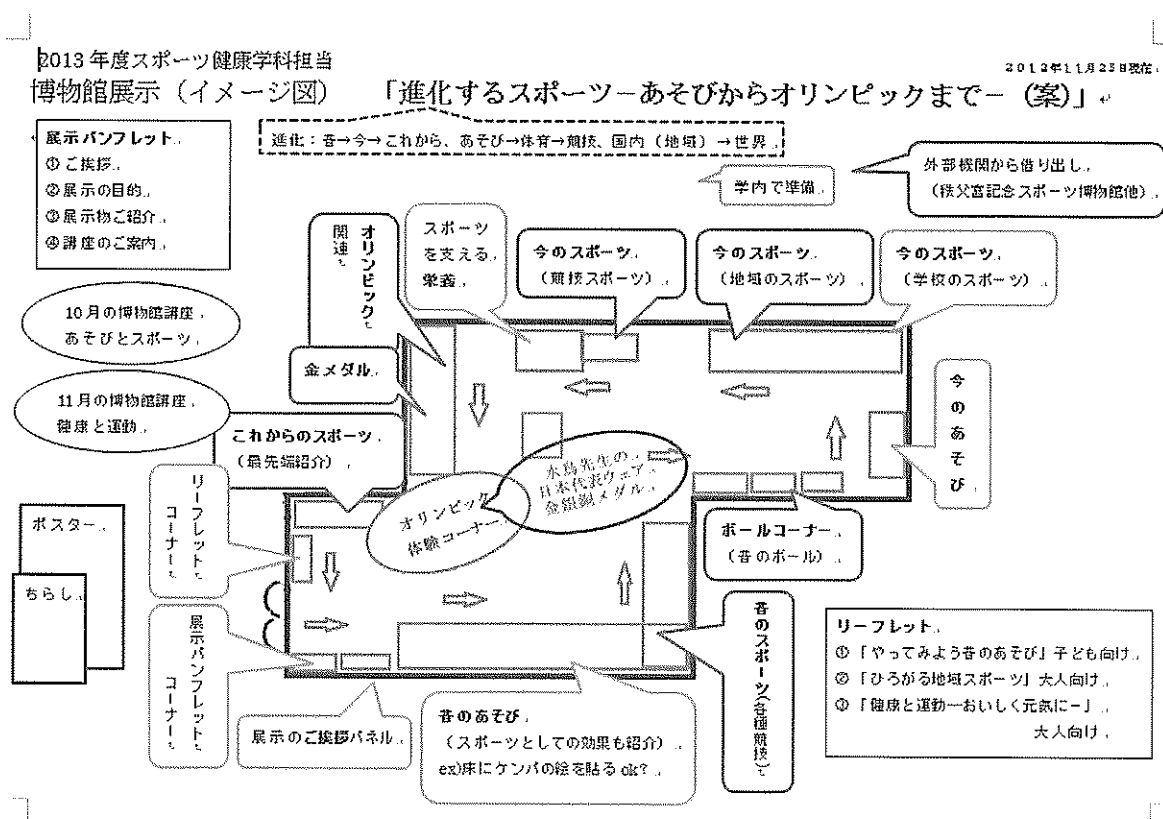 2013年度スポーツ健康学科担当
2012年11月25日現在
博物館展示（イメージ図）　「進化するスポーツ－あそびからオリンピックまで－（案）」
進化：昔→今→これから、あそび→体育→競技、国内（地域）→世界
展示パンフレット
①ご挨拶
②展示の目的
③展示物ご紹介
④講座のご案内
学内で準備
外部機関から借り出し
（秩父宮記念スポーツ博物館他）
オリンピック
関連
スポーツ
を支える
栄養
今のスポーツ
（競技スポーツ）
今のスポーツ
（地域のスポーツ）
今のスポーツ
（学校のスポーツ）
10月の博物館講座
あそびとスポーツ
11月の博物館講座
健康と運動
金メダル
今のあそび
これからのスポーツ
（最先端紹介）
水鳥先生の
日本代表ウェア
金銀銅メダル
オリンピック
体験コーナー
リーフレット
コーナー
ボールコーナー
（昔のボール）
ポスター
ちらし
展示パンフレット
コーナー
展示のご挨拶パネル
昔のあそび
（スポーツとしての効果も紹介）
ex)床にケンパの絵を貼るok?
昔のスポーツ（各種競技）
リーフレット
①「やってみよう昔のあそび」子ども向け
②「ひろがる地域スポーツ」大人向け
③「健康と運動―おいしく元気に－」
大人向け